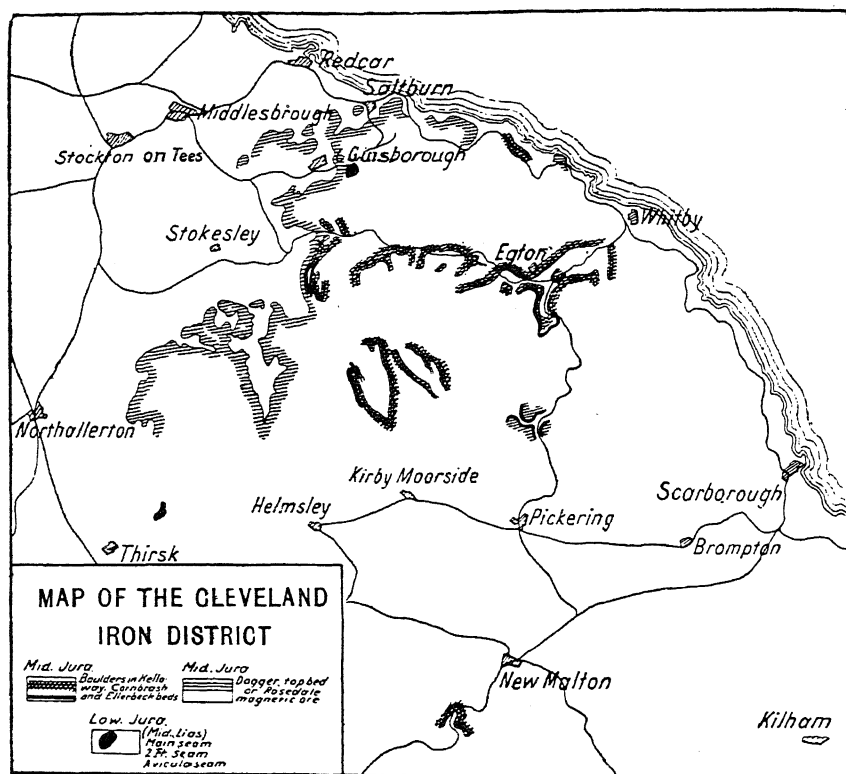 Redcar
Saltburn
Middlesbrough
Stockton on Tees
Guisborough
Whitby
Stokesley
Egton
Northallerton
Kirby Moorside
Scarborough
Helmsley
Pickering
Brompton
Thirsk
MAP OF THE CLEVELAND
IRON DISTRICT
Mid. Jura.
Boulders in Kello-
way, Cornbrash
and Ellerbeck beds
Mid. Jura
Dogger, top bed
or Rosedale
magnetic ore
Low. Jura.
(Mid. Lias)
Main seam
2 Ft. Seam
Avicula seam
New Malton
Kilham